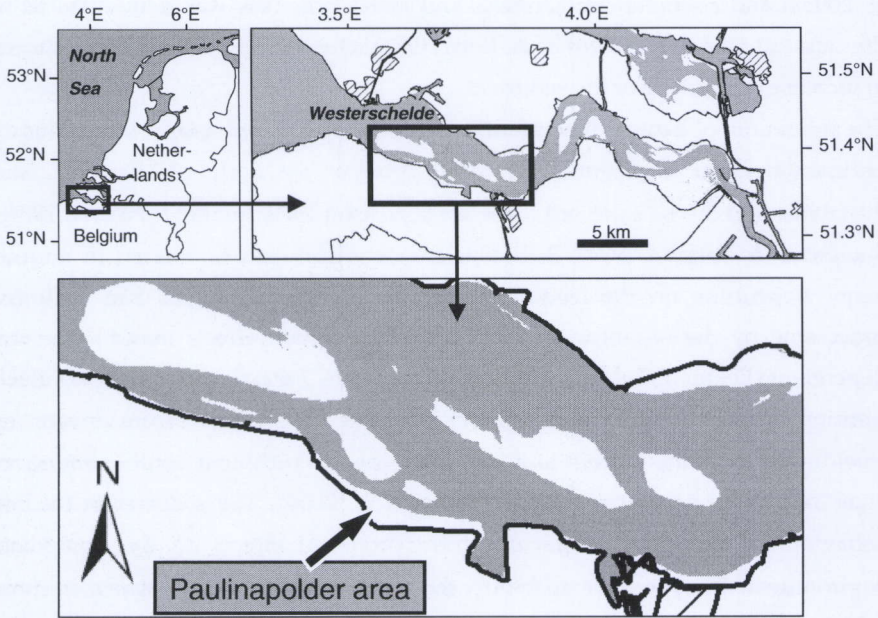 4°E
6°E
3.5°E
4.0°E
North
Sea
53°N
52°N
51°N
Nether-
lands
Belgium
Westerschelde
5 km
51.5°N
51.4°N
51.3°N
N
Paulinapolder area